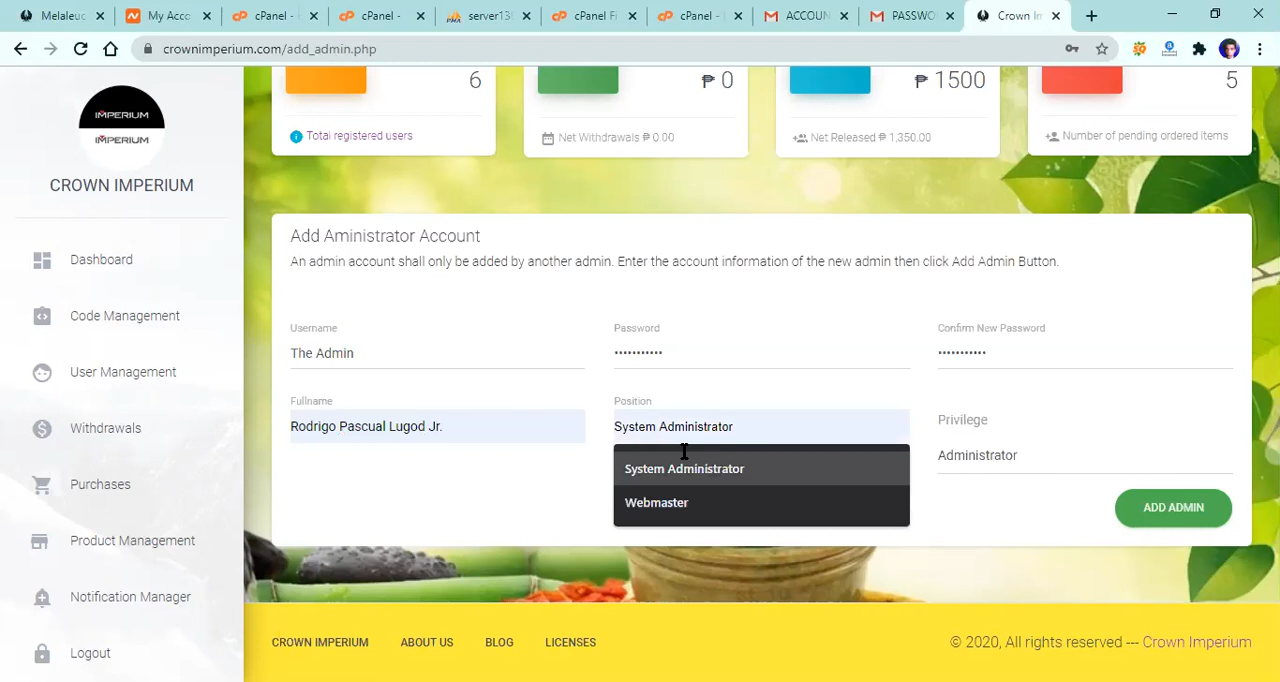 Melaleuc
My Acco
cPanel -
cPanel -
server13
cPanel Fi
cPanel -
ACCOUN
PASSWO
Crown Im
crownimperium.com/add_admin.php
IMPERIUM
IMPERIUM
CROWN IMPERIUM
Dashboard
Code Management
User Management
Withdrawals
Purchases
Product Management
Notification Manager
Logout
6
Total registered users
₱ 0
Net Withdrawals ₱ 0.00
₱ 1500
Net Released ₱ 1,350.00
5
Number of pending ordered items
Add Aministrator Account
An admin account shall only be added by another admin. Enter the account information of the new admin then click Add Admin Button.
Username
The Admin
Password
•••••••••••
Confirm New Password
•••••••••••
Fullname
Rodrigo Pascual Lugod Jr.
Position
System Administrator
System Administrator
Webmaster
Privilege
Administrator
ADD ADMIN
CROWN IMPERIUM ABOUT US BLOG LICENSES
© 2020, All rights reserved --- Crown Imperium